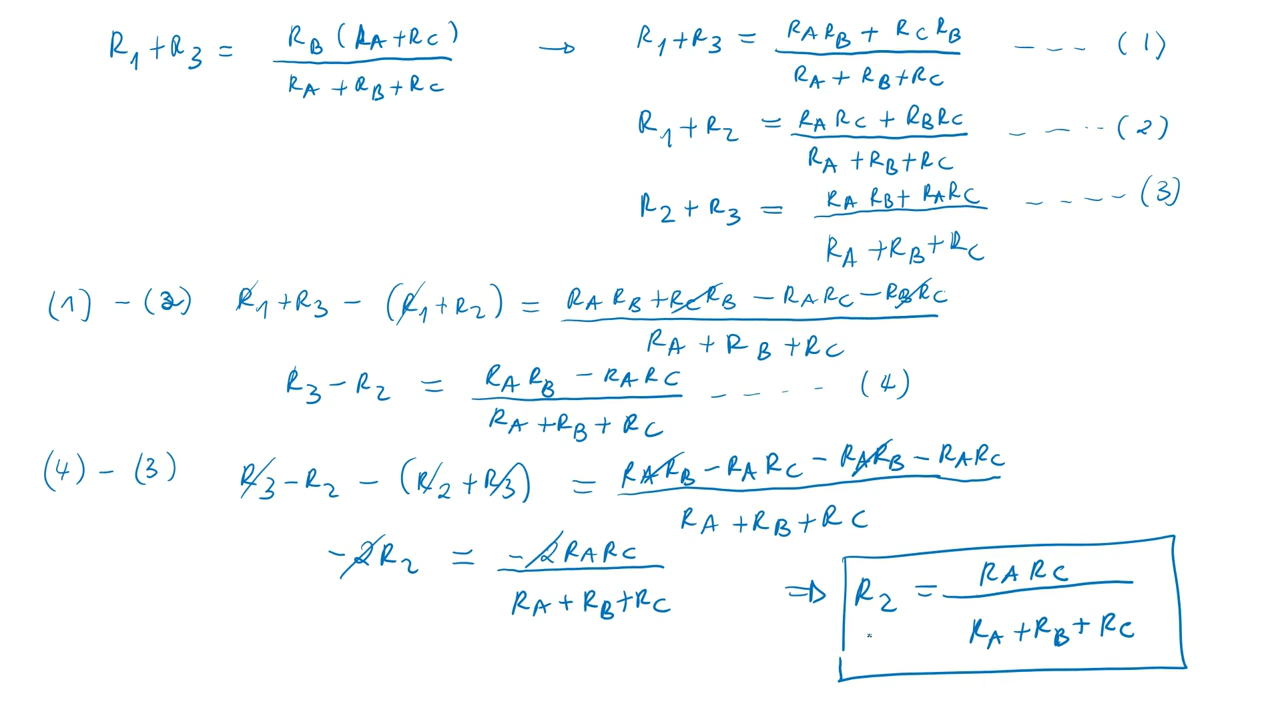 R1 + R3 = RB (RA + RC) / RA + RB + RC → R1 + R3 = RARB + RCRB / RA + RB + RC ---- (1)
R1 + R2 = RARC + RBRC / RA + RB + RC ---- (2)
R2 + R3 = RARB + RARC / RA + RB + RC ---- (3)
(1) - (2) R1 + R3 - (R1 + R2) = RARB + RCRB - RARC - RBRC / RA + RB + RC
R3 - R2 = RARB - RARC / RA + RB + RC ---- (4)
(4) - (3) R3 - R2 - (R2 + R3) = RARB - RARC - RARB - RARC / RA + RB + RC
-2R2 = -2RARC / RA + RB + RC ⇒ R2 = RARC / RA + RB + RC